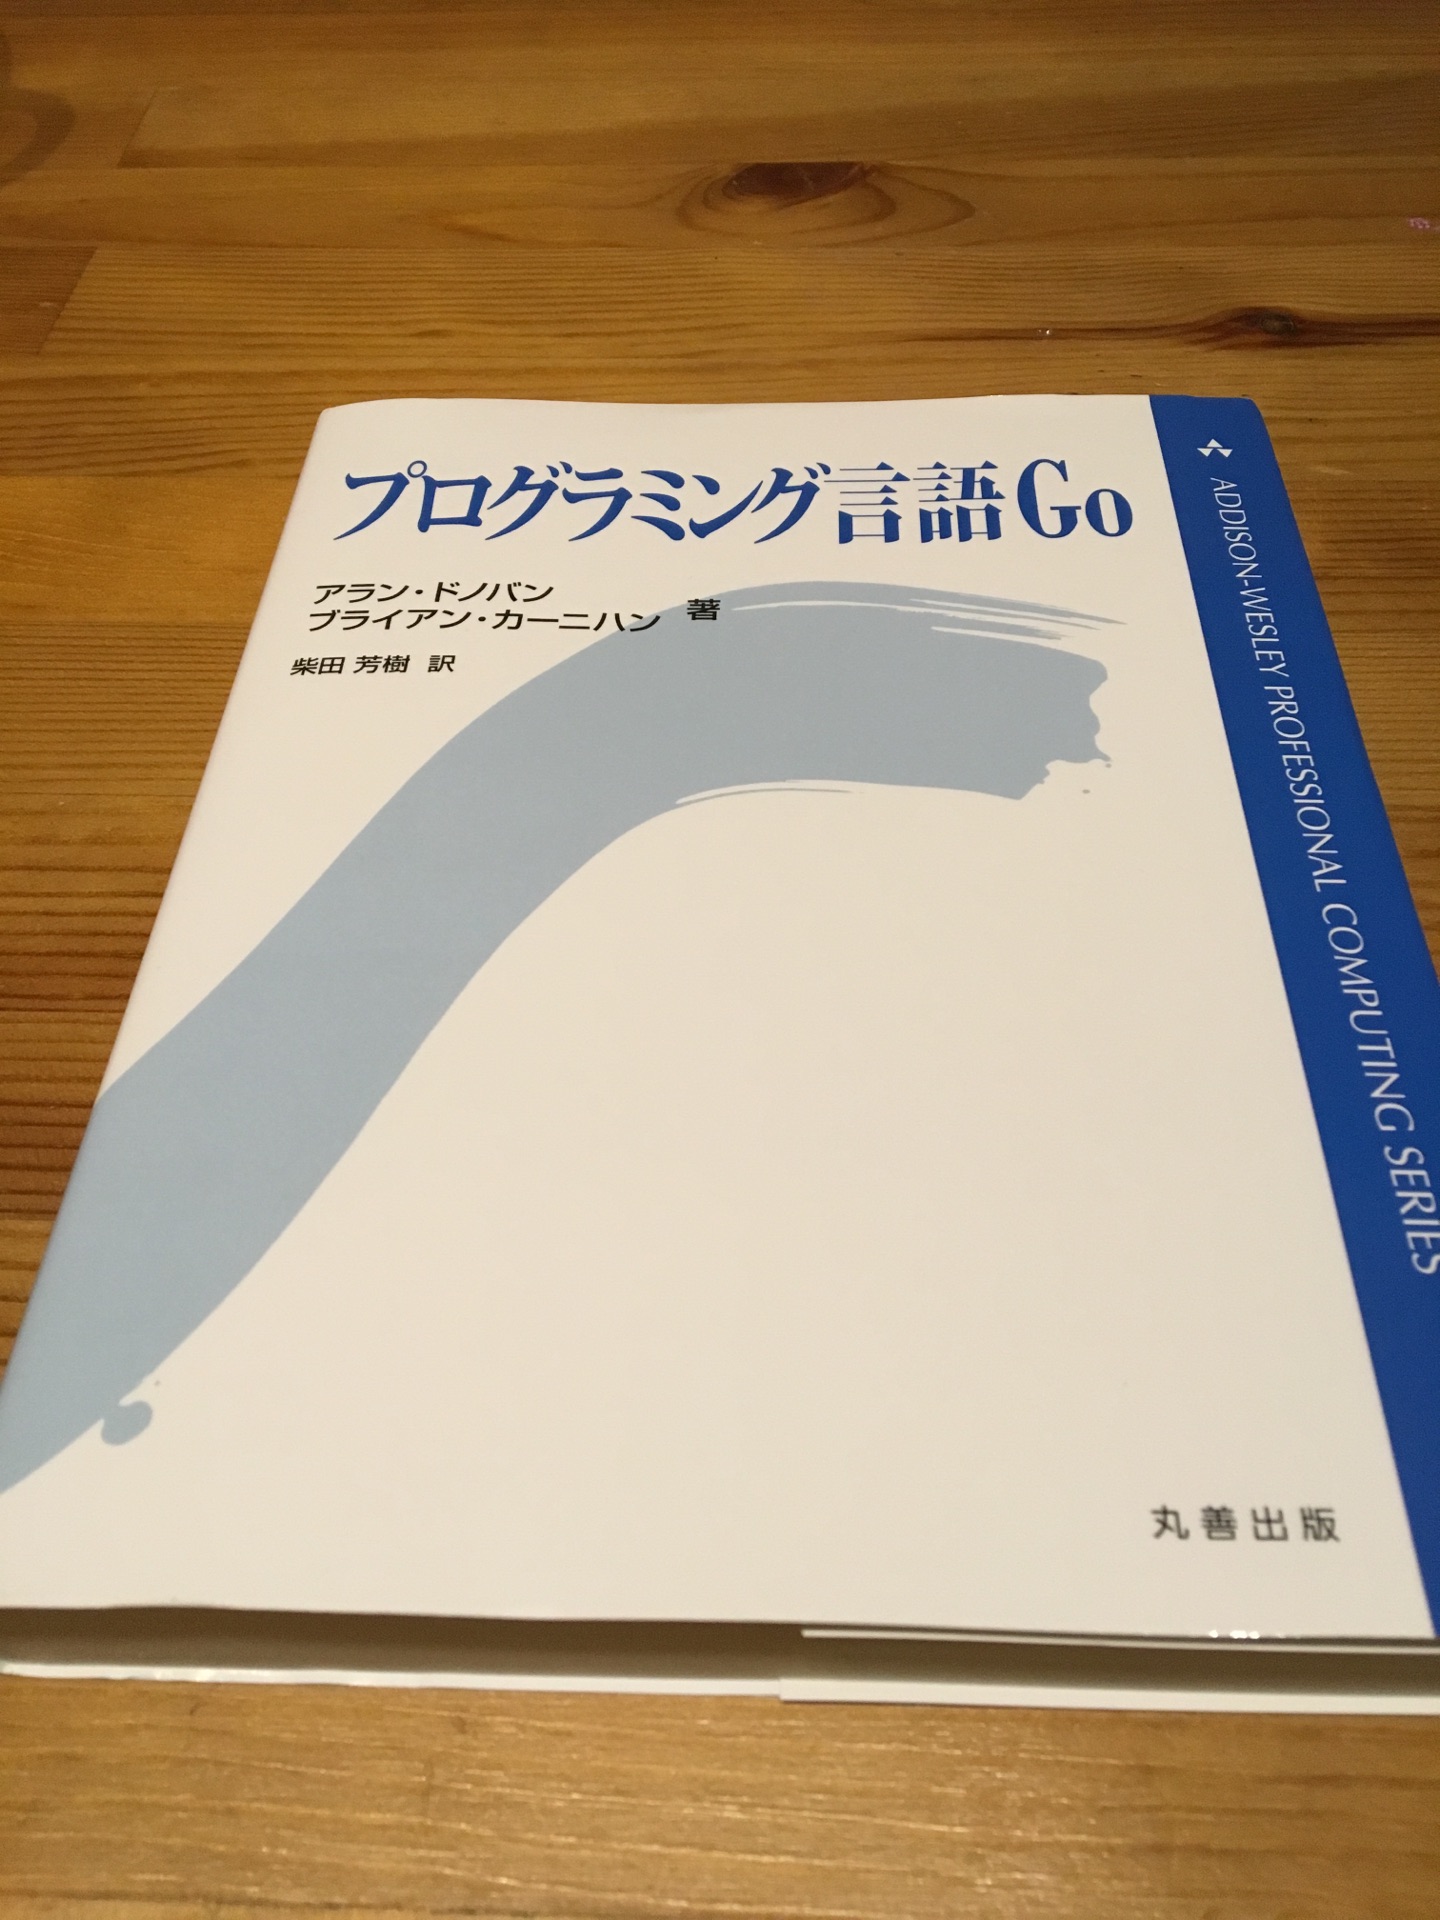 プログラミング言語Go
アラン・ドノバン
ブライアン・カーニハン 著
柴田 芳樹 訳
ADDISON-WESLEY PROFESSIONAL COMPUTING SERIES
丸善出版